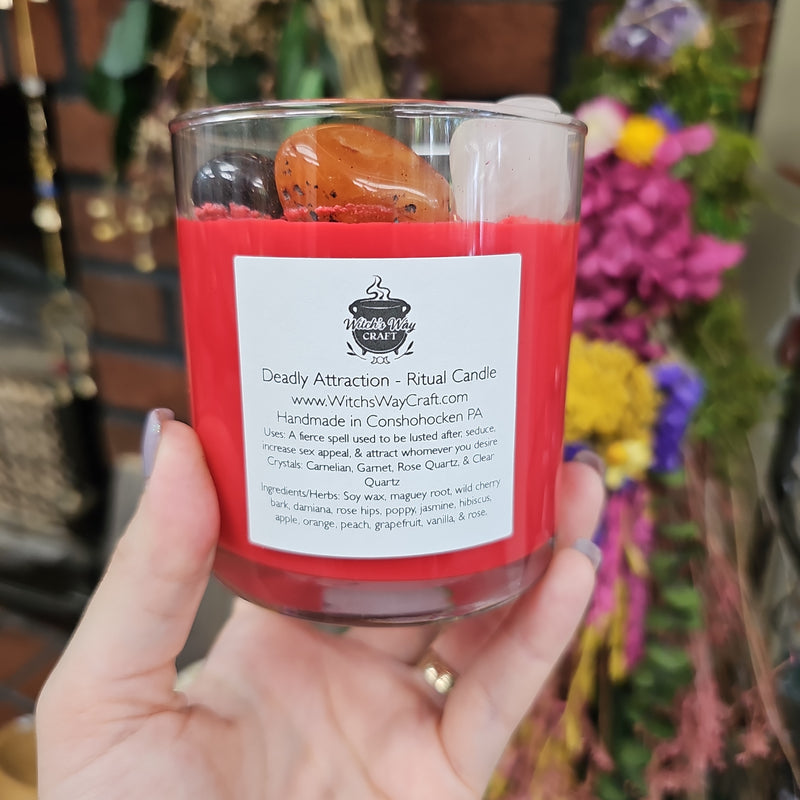 Witch's Way
CRAFT
Deadly Attraction - Ritual Candle
www.WitchsWayCraft.com
Handmade in Conshohocken PA
Uses: A fierce spell used to be lusted after, seduce,
increase sex appeal, & attract whomever you desire
Crystals: Carnelian, Garnet, Rose Quartz, & Clear
Quartz
Ingredients/Herbs: Soy wax, maguey root, wild cherry
bark, damiana, rose hips, poppy, jasmine, hibiscus,
apple, orange, peach, grapefruit, vanilla, & rose.